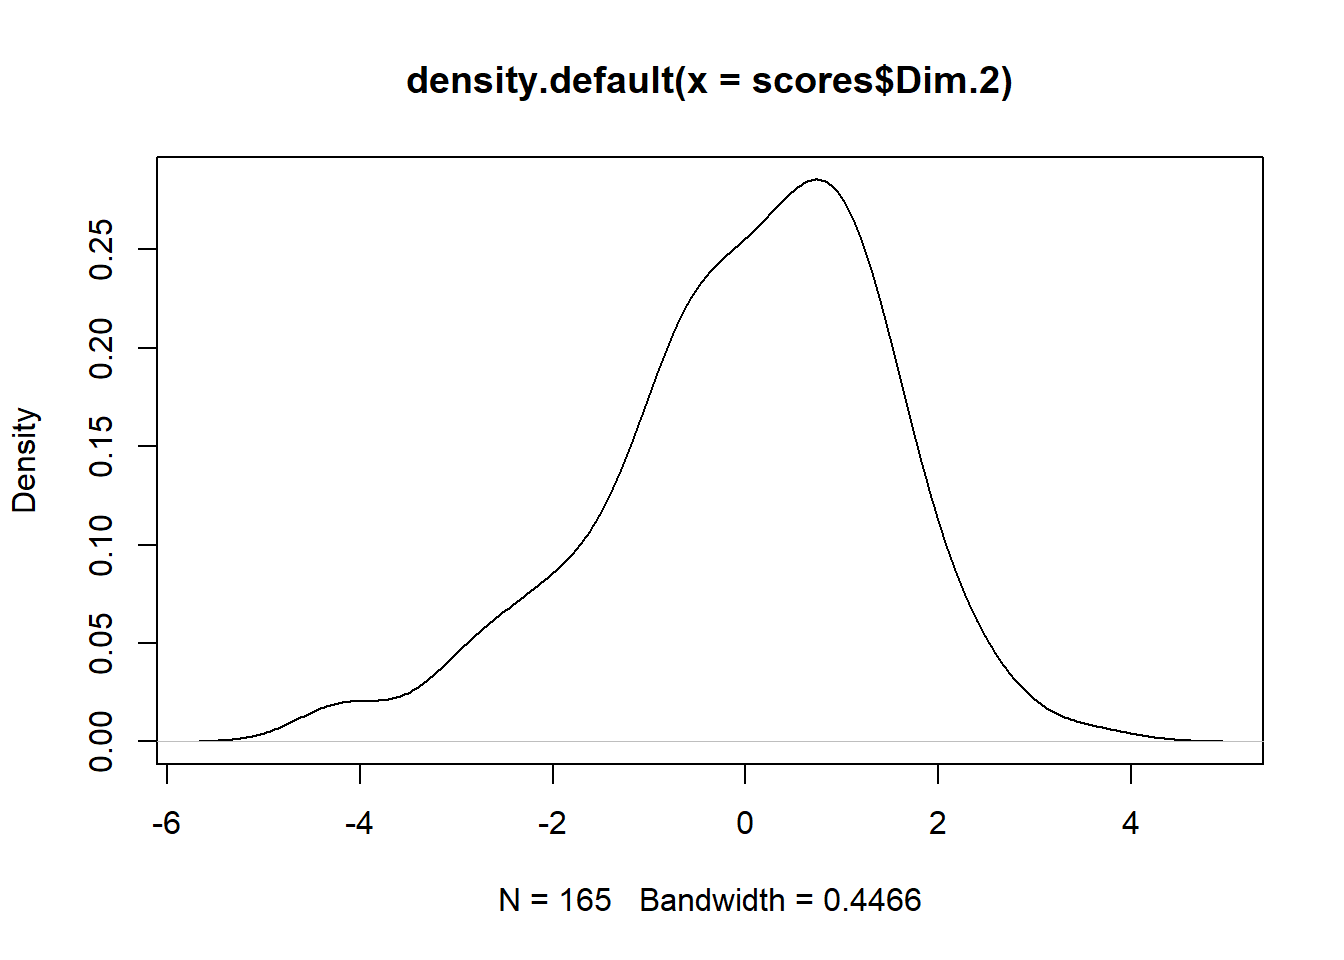 density.default(x = scores$Dim.2)
Density
0.25
0.20
0.15
0.10
0.05
0.00
-6 -4 -2 0 2 4
N = 165 Bandwidth = 0.4466